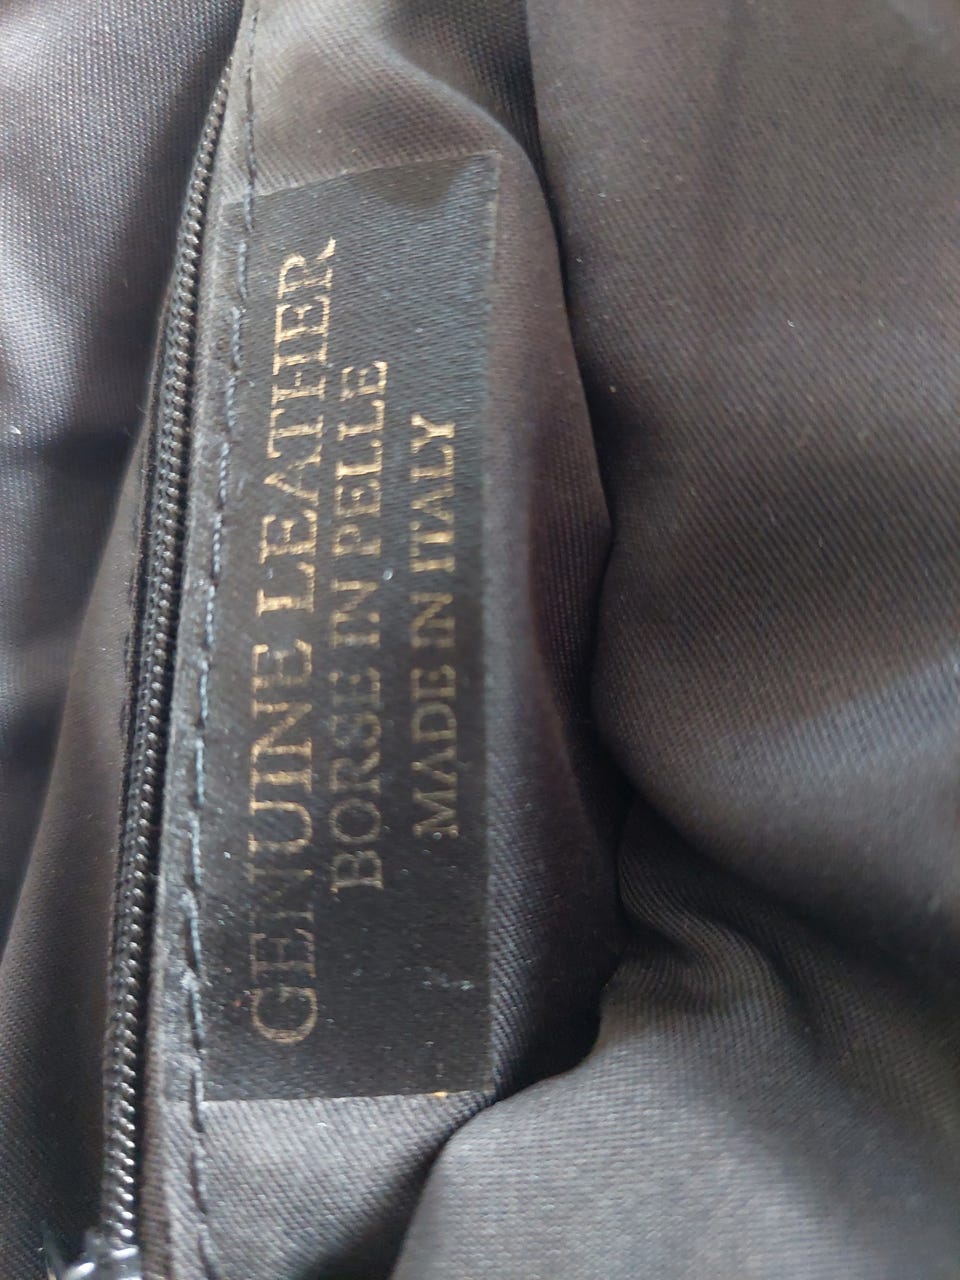 GENUINE LEATHER
BORSE IN PELLE
MADE IN ITALY